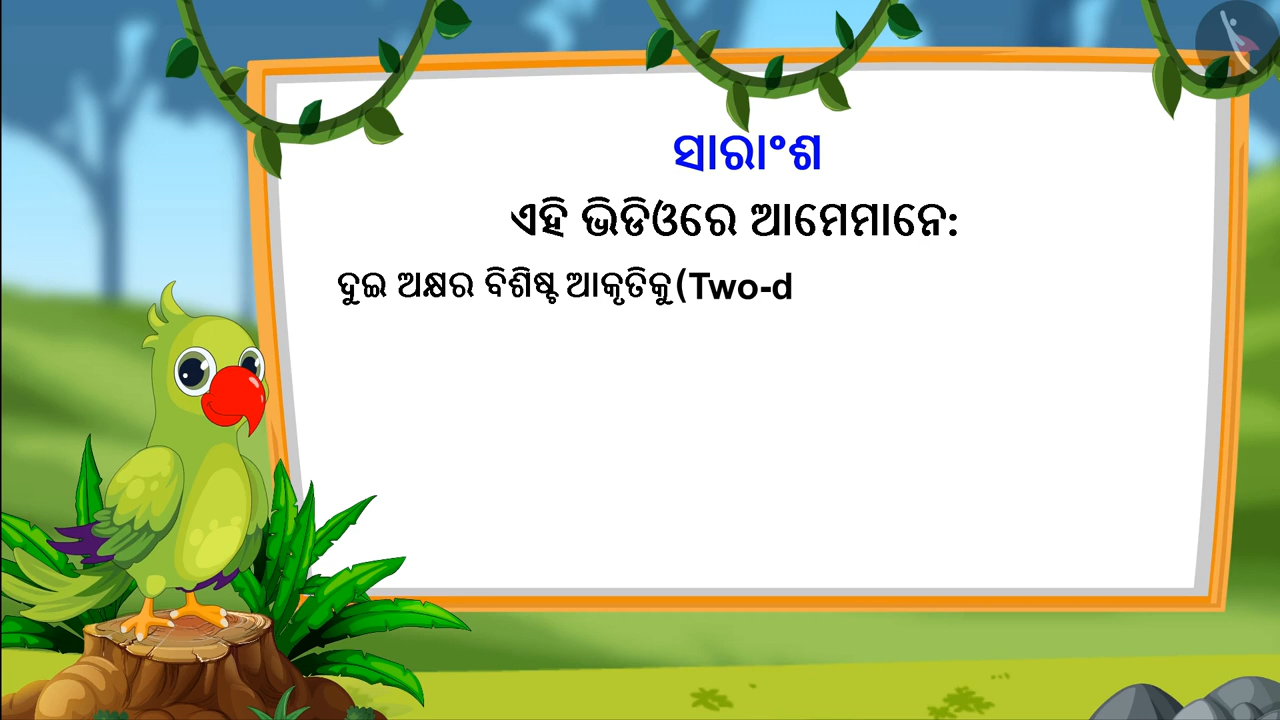 ସାରାଂଶ
ଏହି ଭିଡିଓରେ ଆମେମାନେ:
ଦୁଇ ଅକ୍ଷର ବିଶିଷ୍ଟ ଆକୃତିକୁ(Two-d